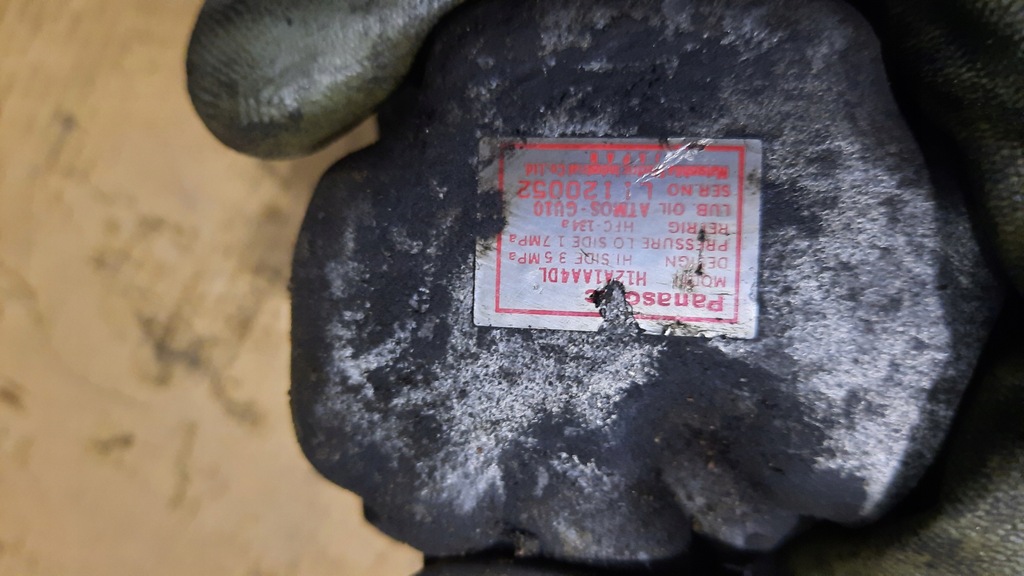 Panasonic
MODEL H12A1AA4DL
DESIGN HI SIDE 3.5 MPa
PRESSURE LO SIDE 1.7 MPa
REFRIG HFC-134a
LUB. OIL ATMOS-GU10
SER.NO L1 120052